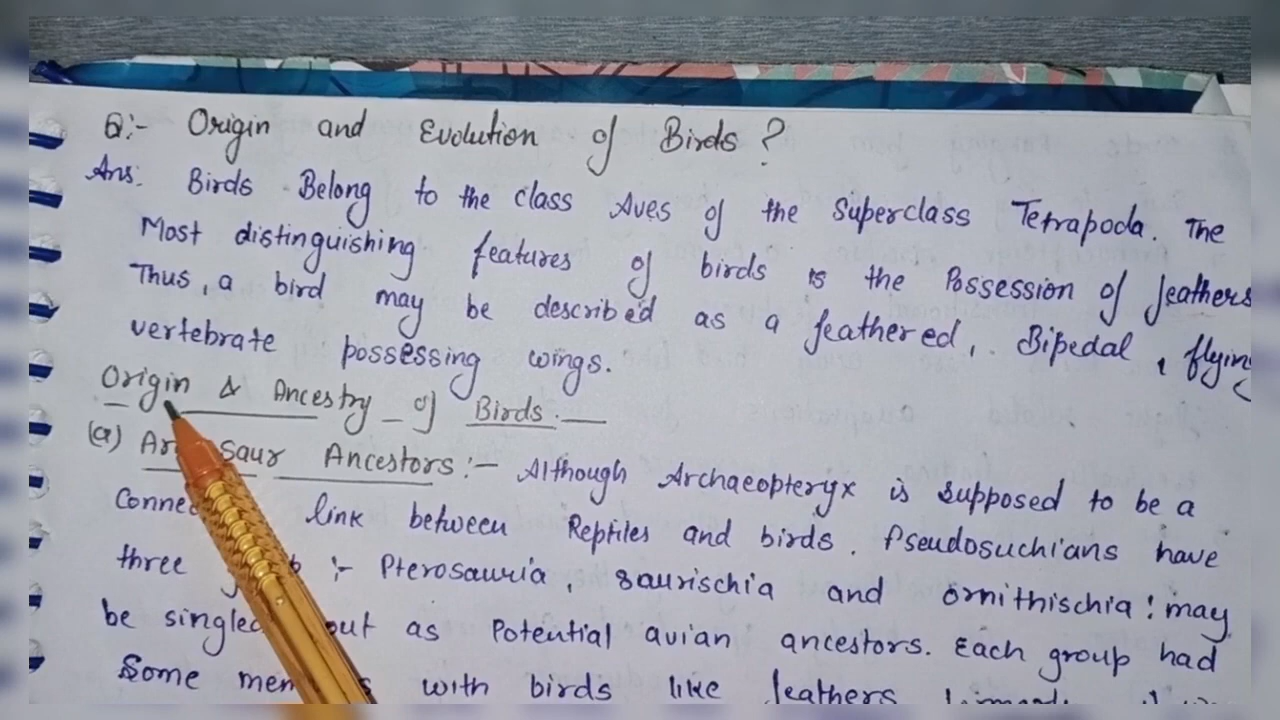 Q:- Origin and Evolution of Birds?
Ans: Birds Belong to the class Aves of the Superclass Tetrapoda. The
Most distinguishing features of birds is the Possession of feathers
Thus, a bird may be described as a feathered, Bipedal, flying
vertebrate possessing wings.
Origin & Ancestry of Birds.
(a) saur Ancestors:- Although Archaeopteryx is supposed to be a
link between Reptiles and birds. Pseudosuchians have
three :- Pterosauria, saurischia and ornithischia! may
be singled out as Potential avian ancestors. Each group had
Some with birds like feathers